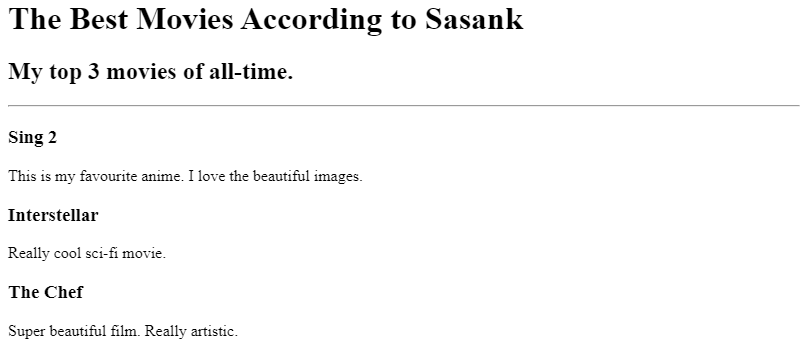 The Best Movies According to Sasank
My top 3 movies of all-time.
Sing 2
This is my favourite anime. I love the beautiful images.
Interstellar
Really cool sci-fi movie.
The Chef
Super beautiful film. Really artistic.